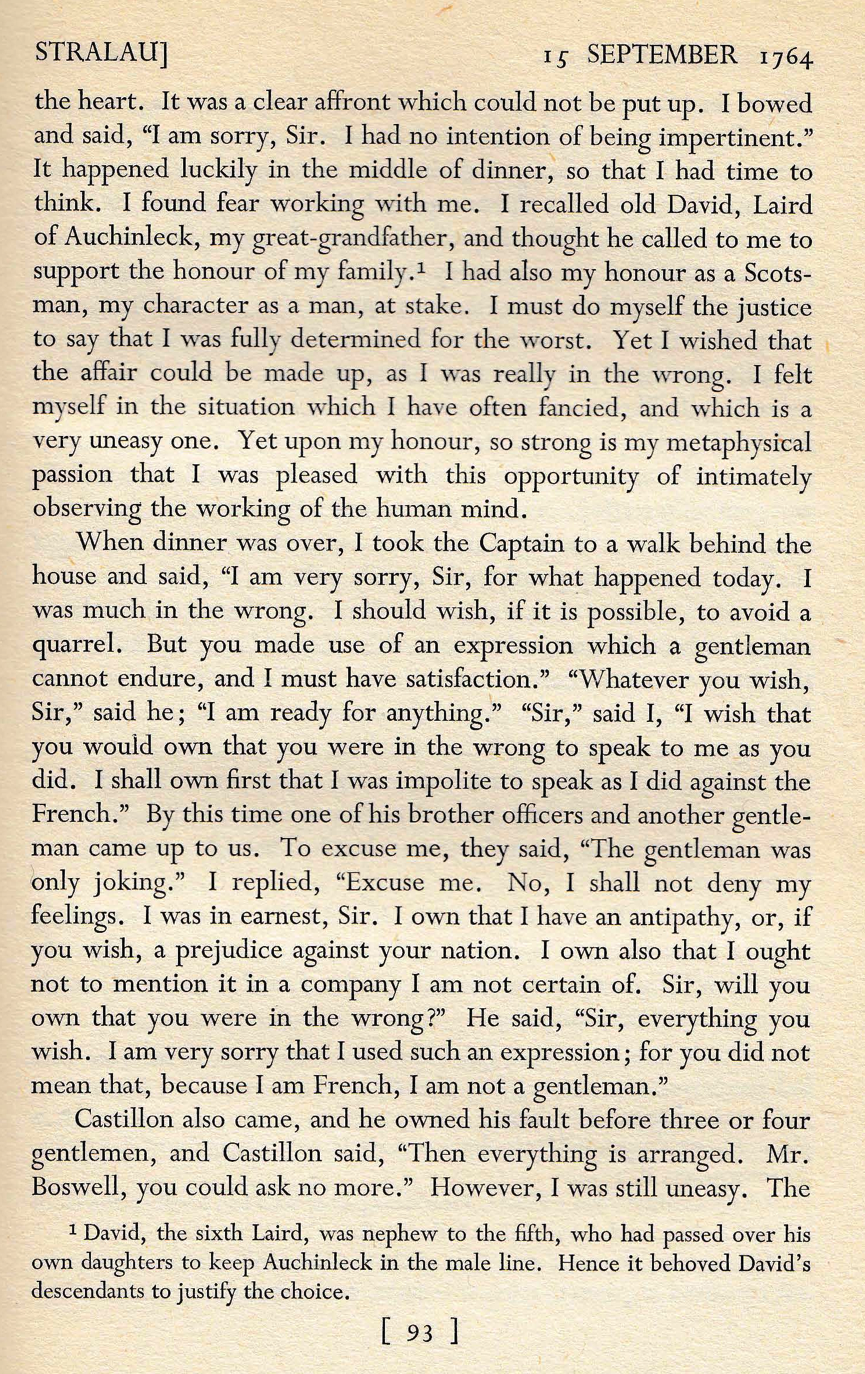 STRALAU] 15 SEPTEMBER 1764
the heart. It was a clear affront which could not be put up. I bowed
and said, “I am sorry, Sir. I had no intention of being impertinent.”
It happened luckily in the middle of dinner, so that I had time to
think. I found fear working with me. I recalled old David, Laird
of Auchinleck, my great-grandfather, and thought he called to me to
support the honour of my family.¹ I had also my honour as a Scots-
man, my character as a man, at stake. I must do myself the justice
to say that I was fully determined for the worst. Yet I wished that
the affair could be made up, as I was really in the wrong. I felt
myself in the situation which I have often fancied, and which is a
very uneasy one. Yet upon my honour, so strong is my metaphysical
passion that I was pleased with this opportunity of intimately
observing the working of the human mind.
When dinner was over, I took the Captain to a walk behind the
house and said, “I am very sorry, Sir, for what happened today. I
was much in the wrong. I should wish, if it is possible, to avoid a
quarrel. But you made use of an expression which a gentleman
cannot endure, and I must have satisfaction.” “Whatever you wish,
Sir,” said he; “I am ready for anything.” “Sir,” said I, “I wish that
you would own that you were in the wrong to speak to me as you
did. I shall own first that I was impolite to speak as I did against the
French.” By this time one of his brother officers and another gentle-
man came up to us. To excuse me, they said, “The gentleman was
only joking.” I replied, “Excuse me. No, I shall not deny my
feelings. I was in earnest, Sir. I own that I have an antipathy, or, if
you wish, a prejudice against your nation. I own also that I ought
not to mention it in a company I am not certain of. Sir, will you
own that you were in the wrong?” He said, “Sir, everything you
wish. I am very sorry that I used such an expression; for you did not
mean that, because I am French, I am not a gentleman.”
Castillon also came, and he owned his fault before three or four
gentlemen, and Castillon said, “Then everything is arranged. Mr.
Boswell, you could ask no more.” However, I was still uneasy. The
¹ David, the sixth Laird, was nephew to the fifth, who had passed over his
own daughters to keep Auchinleck in the male line. Hence it behoved David’s
descendants to justify the choice.
[ 93 ]